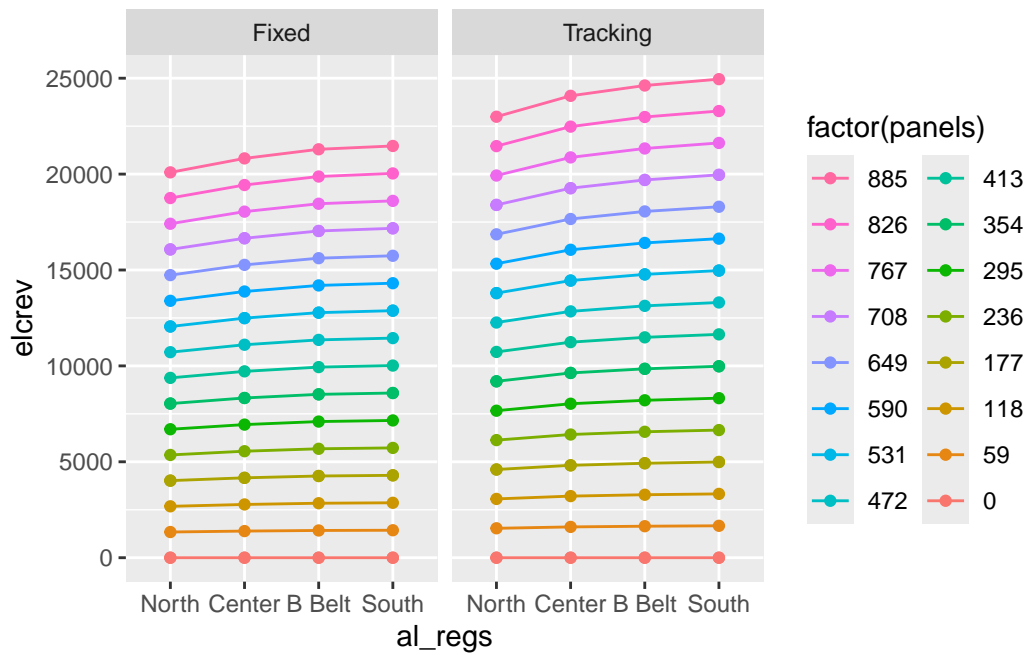 Fixed Tracking
25000
20000
15000
10000
5000
0
elcrev
North Center B Belt South North Center B Belt South
al_regs
factor(panels)
885 413
826 354
767 295
708 236
649 177
590 118
531 59
472 0